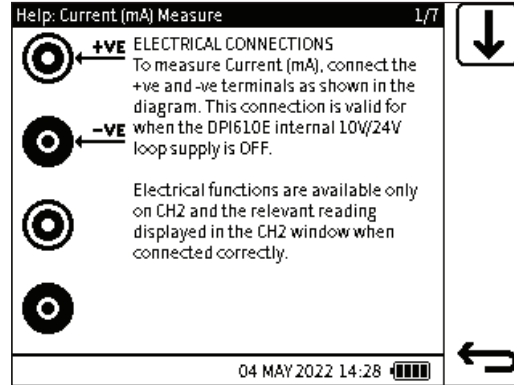 Help: Current (mA) Measure 1/7
+VE ELECTRICAL CONNECTIONS
To measure Current (mA), connect the
+ve and -ve terminals as shown in the
diagram. This connection is valid for
-VE when the DPI610E internal 10V/24V
loop supply is OFF.
Electrical functions are available only
on CH2 and the relevant reading
displayed in the CH2 window when
connected correctly.
04 MAY 2022 14:28